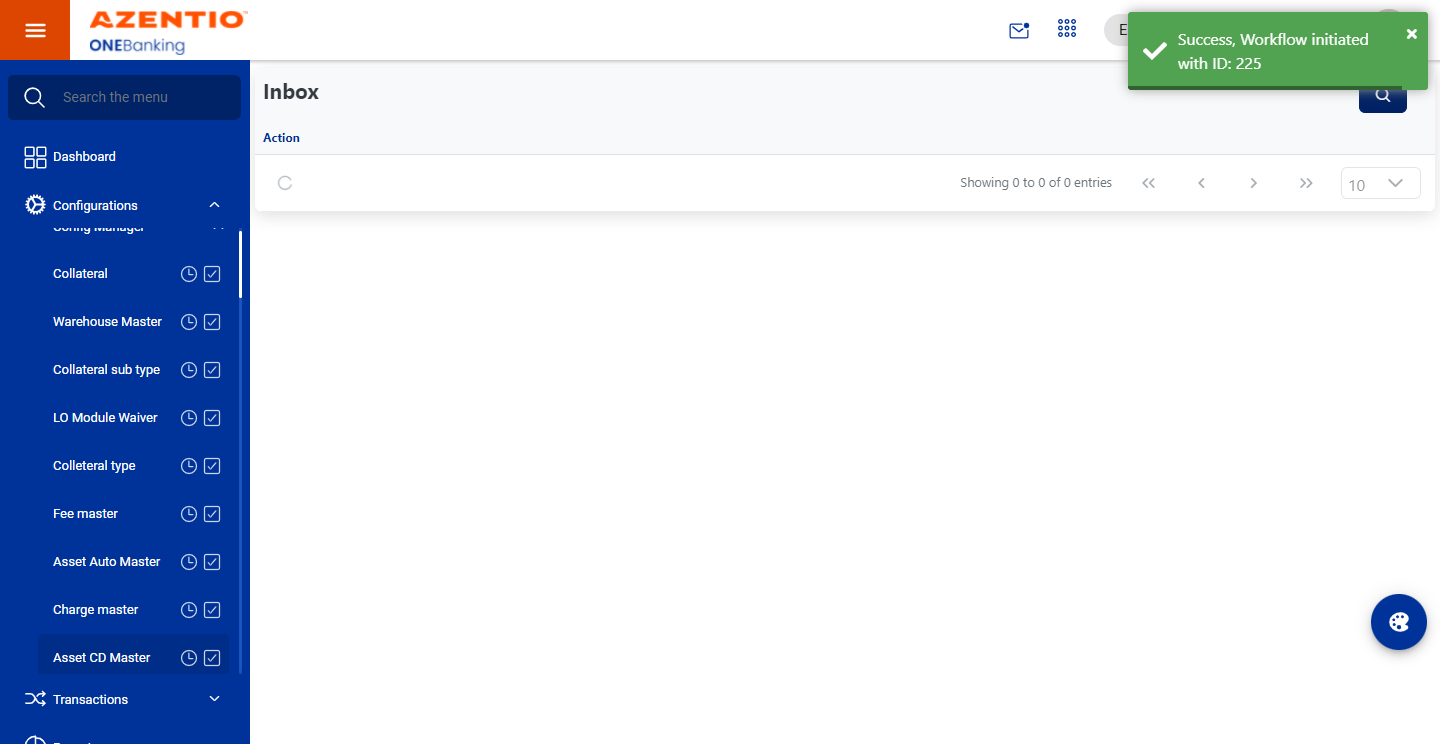 AZENTIO
ONEBanking
E
Success, Workflow initiated
with ID: 225
Search the menu
Dashboard
Configurations
Config Manager
Collateral
Warehouse Master
Collateral sub type
LO Module Waiver
Colleteral type
Fee master
Asset Auto Master
Charge master
Asset CD Master
Transactions
Inbox
Action
Showing 0 to 0 of 0 entries
10